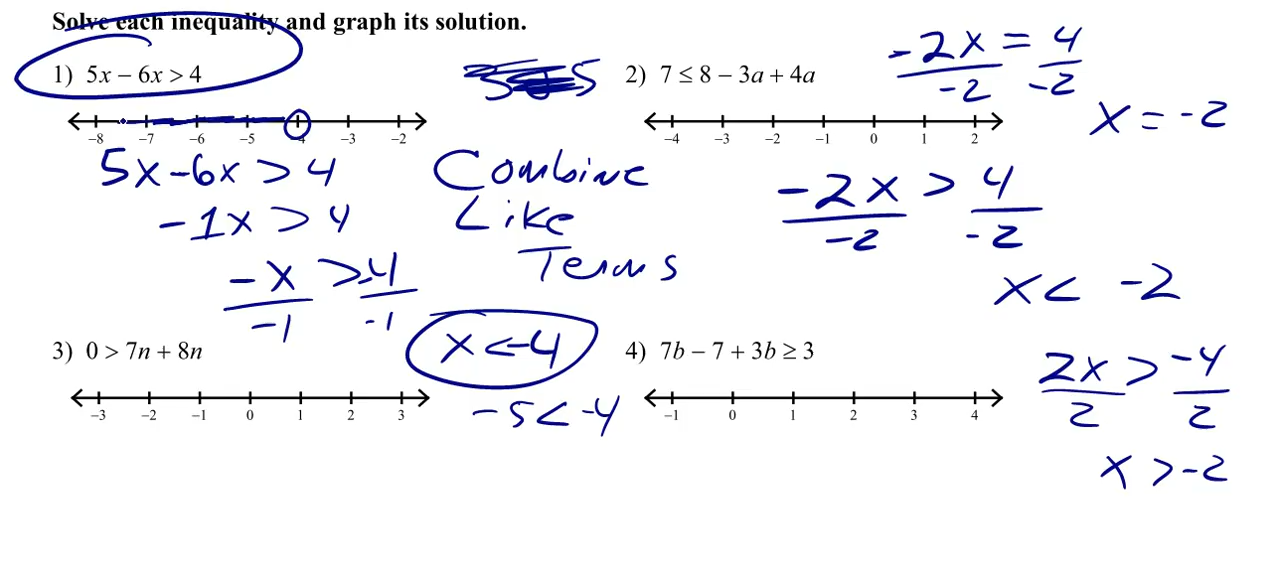 Solve each inequality and graph its solution.
1) 5x − 6x > 4
−8 −7 −6 −5 −4 −3 −2
5x-6x > 4
-1x > 4
-x > 4
-1 -1
Combine
Like
Terms
x < -4
-5 < -4
2) 7 ≤ 8 − 3a + 4a
−4 −3 −2 −1 0 1 2
-2x = 4
-2 -2
x = -2
-2x > 4
-2 -2
x < -2
3) 0 > 7n + 8n
−3 −2 −1 0 1 2 3
4) 7b − 7 + 3b ≥ 3
−1 0 1 2 3 4
2x > -4
2 2
x > -2